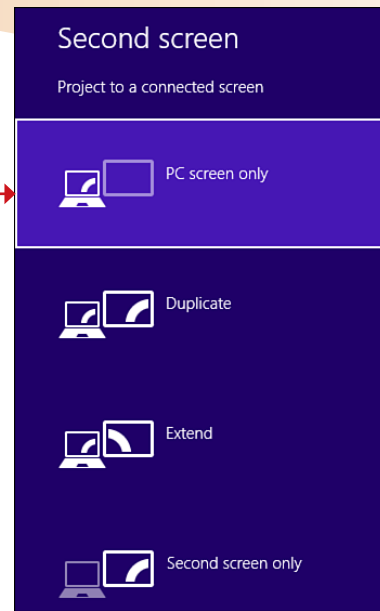 Second screen
Project to a connected screen
PC screen only
Duplicate
Extend
Second screen only